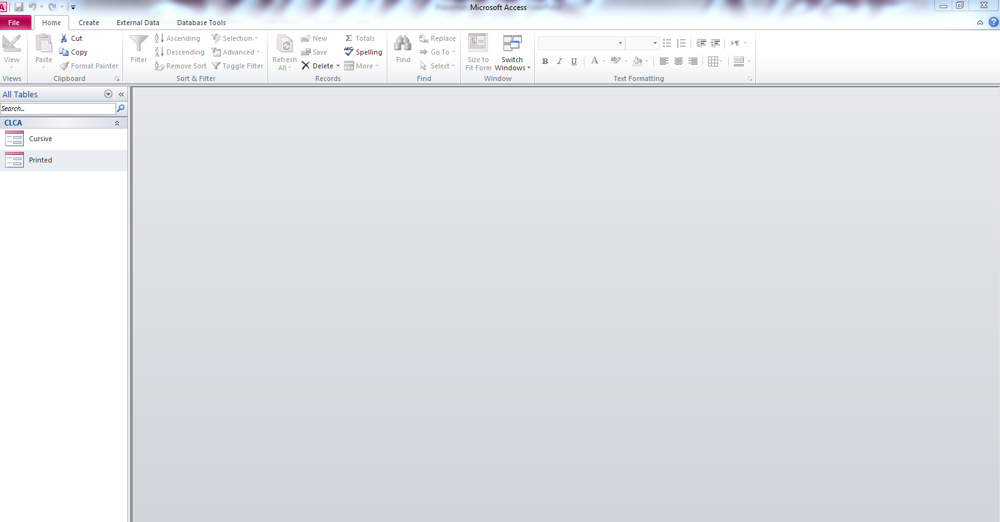 A
Microsoft Access
File Home Create External Data Database Tools
Cut Ascending Selection New Totals Replace
Copy Descending Advanced Save Spelling Go To
View Paste Format Painter Filter Remove Sort Toggle Filter Refresh All Delete More Find Select Size to Fit Form Switch Windows B I U A ab
Views Clipboard Sort & Filter Records Find Window Text Formatting
All Tables
Search...
CLCA
Cursive
Printed